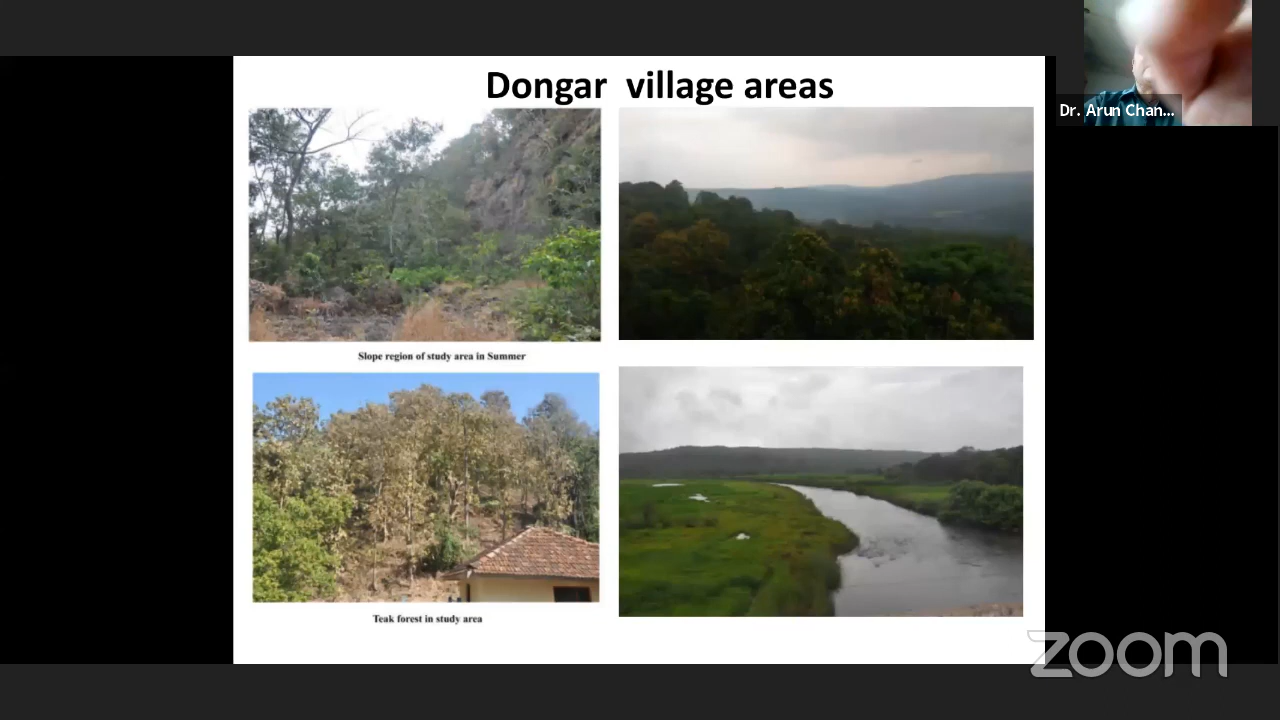 Dongar village areas
Dr. Arun Chan...
Slope region of study area in Summer
Teak forest in study area
zoom